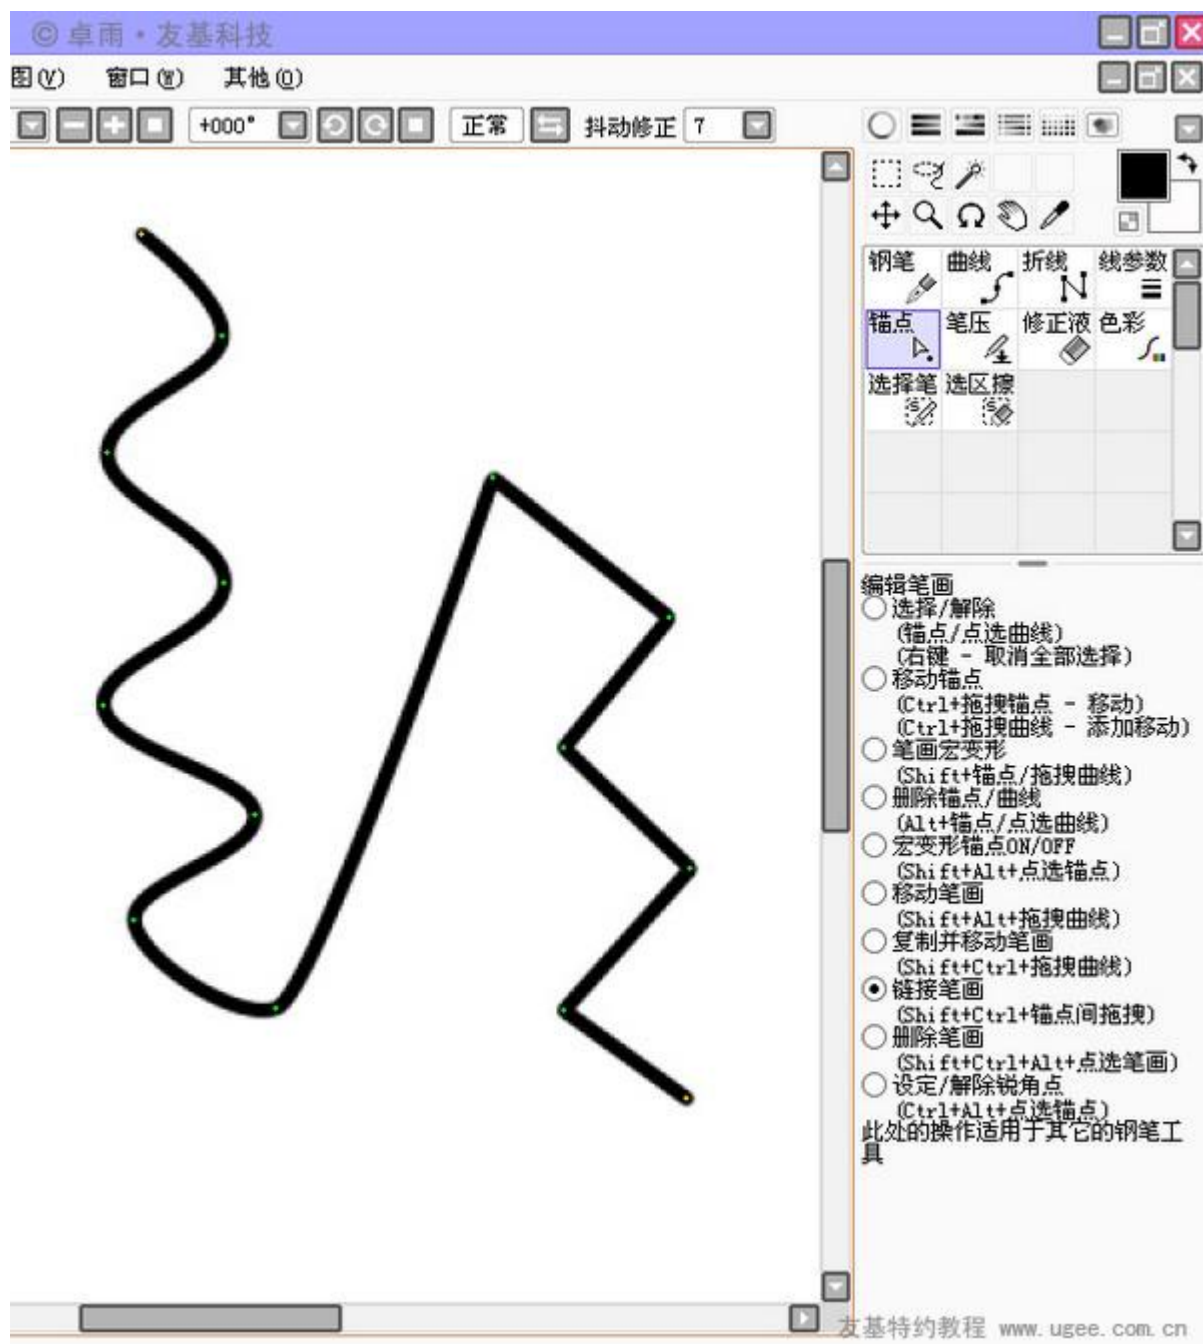 © 卓雨·友基科技
图(V) 窗口(W) 其他(O)
+000° 正常 抖动修正 7
钢笔 曲线 折线 线参数
锚点 笔压 修正液 色彩
选择笔 选区擦
编辑笔画
选择/解除
(锚点/点选曲线)
(右键 - 取消全部选择)
移动锚点
(Ctrl+拖拽锚点 - 移动)
(Ctrl+拖拽曲线 - 添加移动)
笔画宏变形
(Shift+锚点/拖拽曲线)
删除锚点/曲线
(Alt+锚点/点选曲线)
宏变形锚点ON/OFF
(Shift+Alt+点选锚点)
移动笔画
(Shift+Alt+拖拽曲线)
复制并移动笔画
(Shift+Ctrl+拖拽曲线)
链接笔画
(Shift+Ctrl+锚点间拖拽)
删除笔画
(Shift+Ctrl+Alt+点选笔画)
设定/解除锐角点
(Ctrl+Alt+点选锚点)
此处的操作适用于其它的钢笔工
具
友基特约教程 www.ugee.com.cn